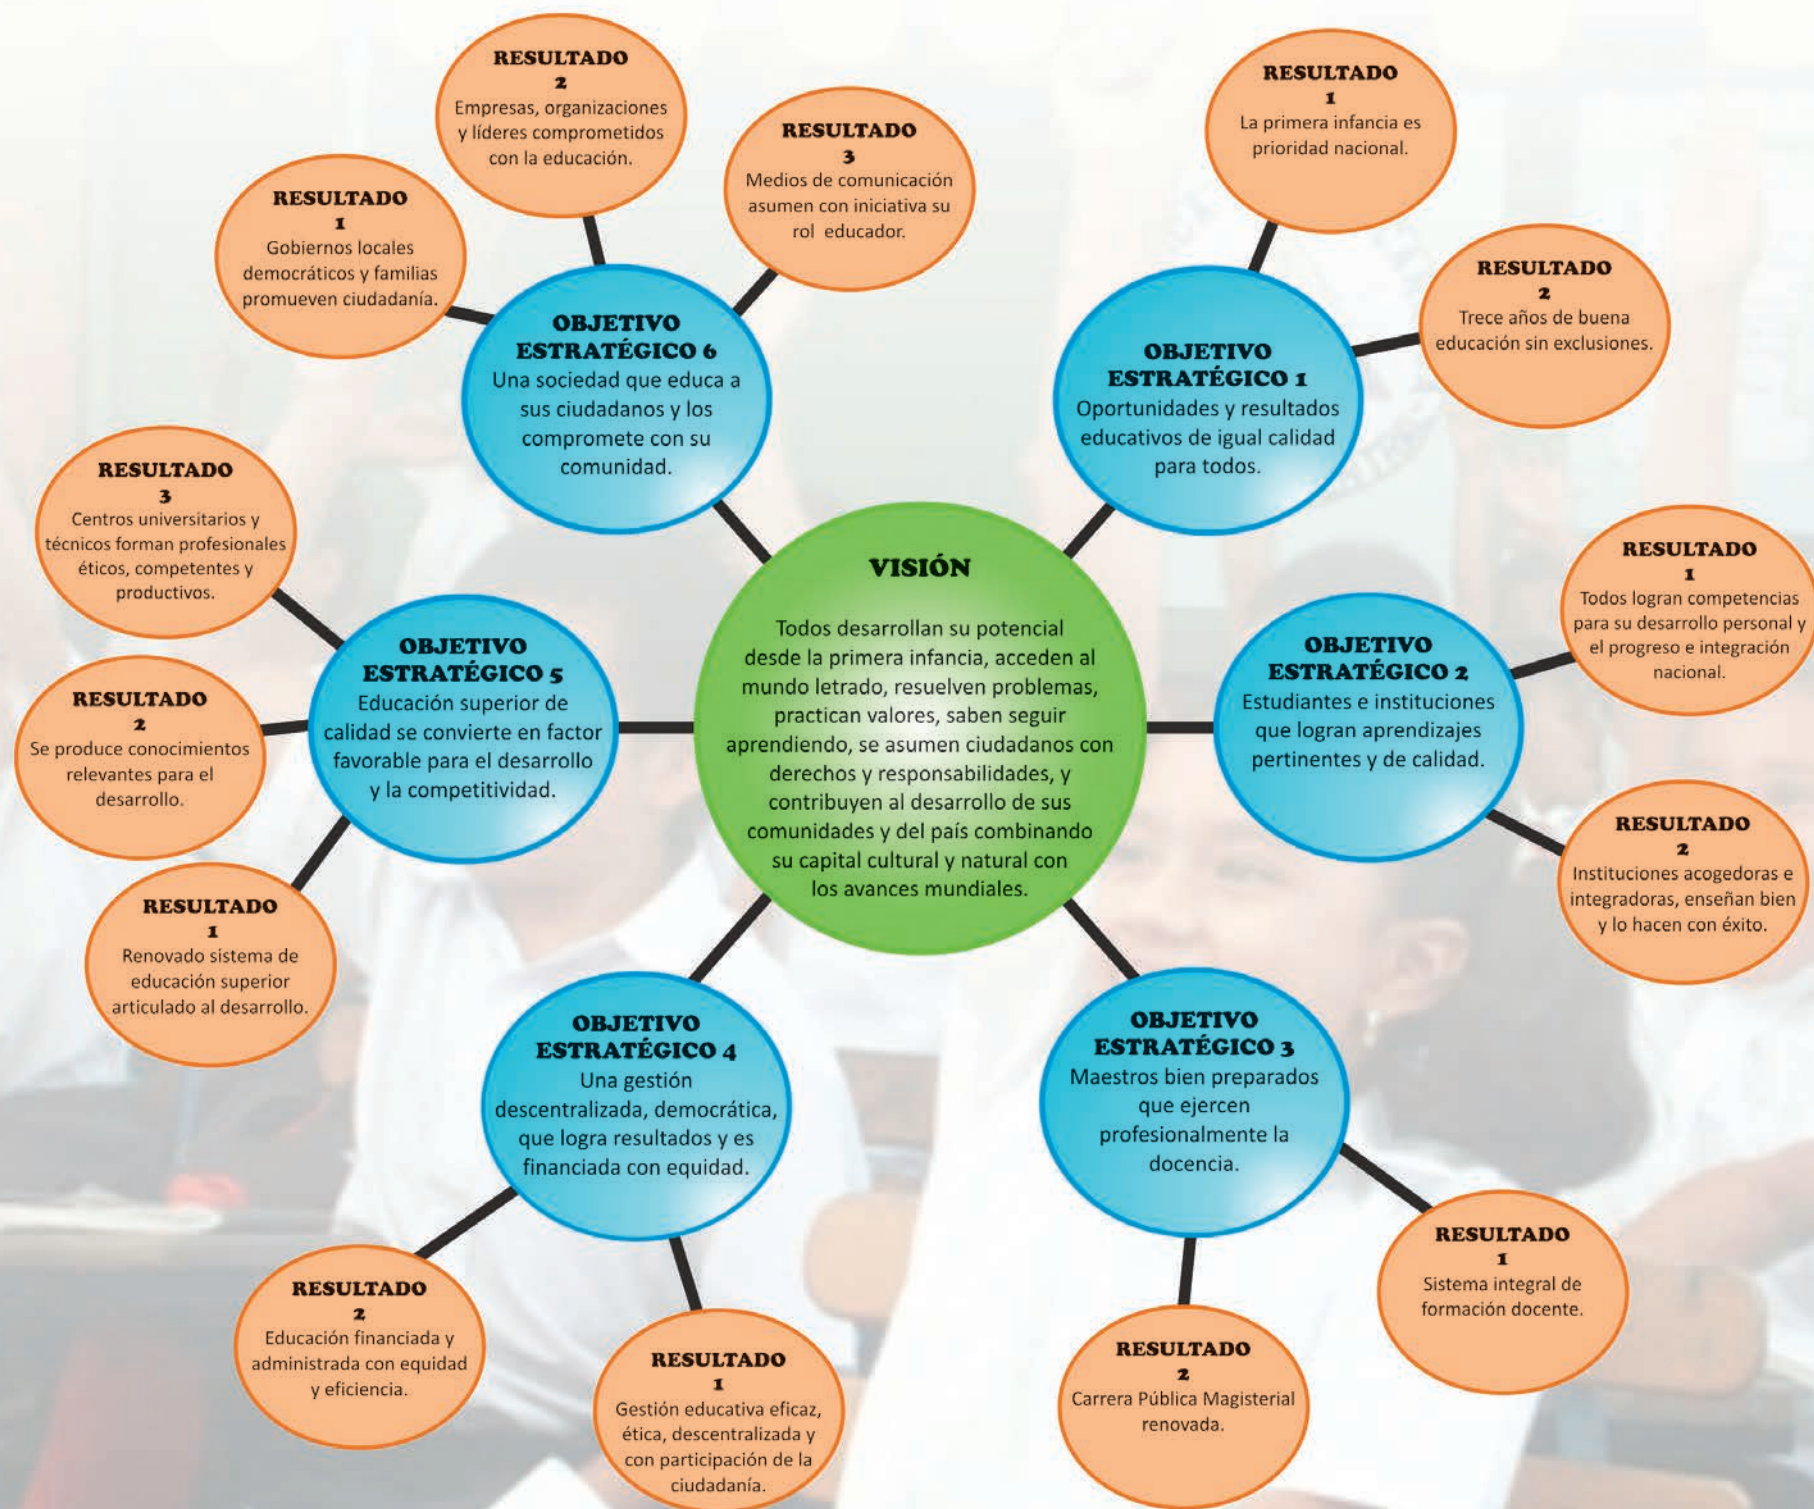 VISIÓN
Todos desarrollan su potencial
desde la primera infancia, acceden al
mundo letrado, resuelven problemas,
practican valores, saben seguir
aprendiendo, se asumen ciudadanos con
derechos y responsabilidades, y
contribuyen al desarrollo de sus
comunidades y del país combinando
su capital cultural y natural con
los avances mundiales.
OBJETIVO
ESTRATÉGICO 1
Oportunidades y resultados
educativos de igual calidad
para todos.
RESULTADO
1
La primera infancia es
prioridad nacional.
RESULTADO
2
Trece años de buena
educación sin exclusiones.
OBJETIVO
ESTRATÉGICO 2
Estudiantes e instituciones
que logran aprendizajes
pertinentes y de calidad.
RESULTADO
1
Todos logran competencias
para su desarrollo personal y
el progreso e integración
nacional.
RESULTADO
2
Instituciones acogedoras e
integradoras, enseñan bien
y lo hacen con éxito.
OBJETIVO
ESTRATÉGICO 3
Maestros bien preparados
que ejercen
profesionalmente la
docencia.
RESULTADO
1
Sistema integral de
formación docente.
RESULTADO
2
Carrera Pública Magisterial
renovada.
OBJETIVO
ESTRATÉGICO 4
Una gestión
descentralizada, democrática,
que logra resultados y es
financiada con equidad.
RESULTADO
1
Gestión educativa eficaz,
ética, descentralizada y
con participación de la
ciudadanía.
RESULTADO
2
Educación financiada y
administrada con equidad
y eficiencia.
OBJETIVO
ESTRATÉGICO 5
Educación superior de
calidad se convierte en factor
favorable para el desarrollo
y la competitividad.
RESULTADO
1
Renovado sistema de
educación superior
articulado al desarrollo.
RESULTADO
2
Se produce conocimientos
relevantes para el
desarrollo.
RESULTADO
3
Centros universitarios y
técnicos forman profesionales
éticos, competentes y
productivos.
OBJETIVO
ESTRATÉGICO 6
Una sociedad que educa a
sus ciudadanos y los
compromete con su
comunidad.
RESULTADO
1
Gobiernos locales
democráticos y familias
promueven ciudadanía.
RESULTADO
2
Empresas, organizaciones
y líderes comprometidos
con la educación.
RESULTADO
3
Medios de comunicación
asumen con iniciativa su
rol educador.